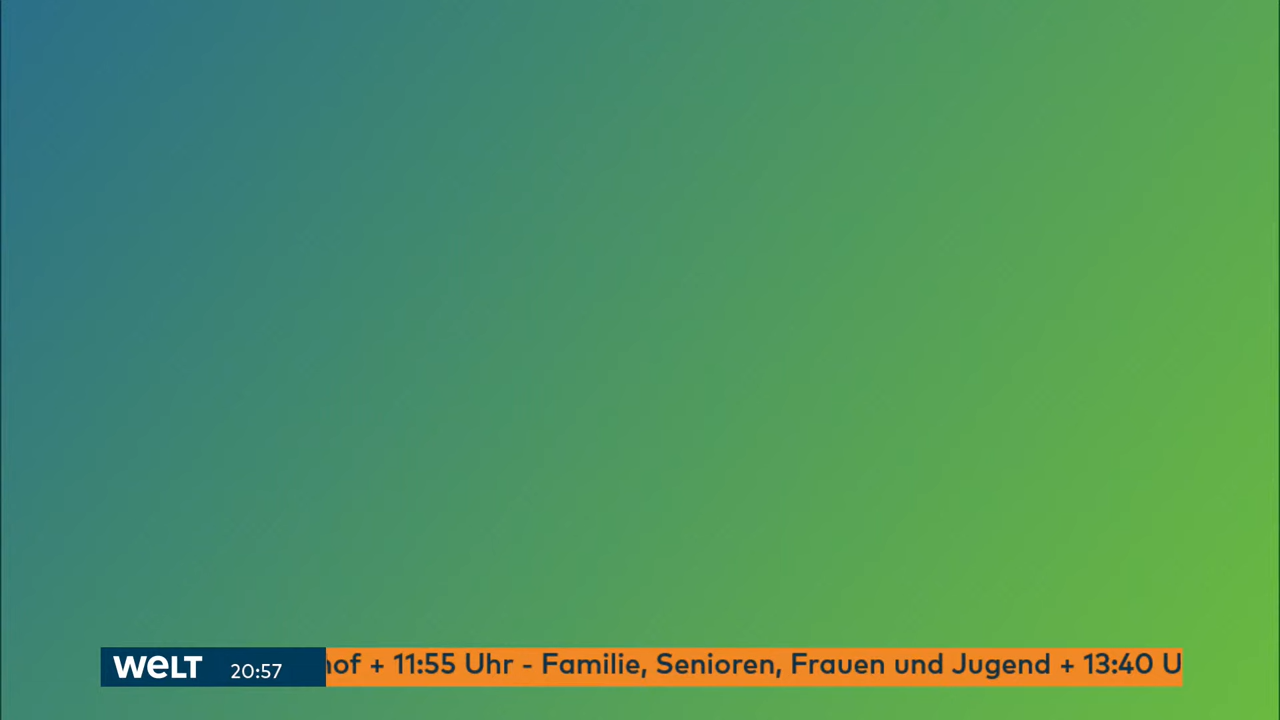 WELT 20:57 hof + 11:55 Uhr - Familie, Senioren, Frauen und Jugend + 13:40 U